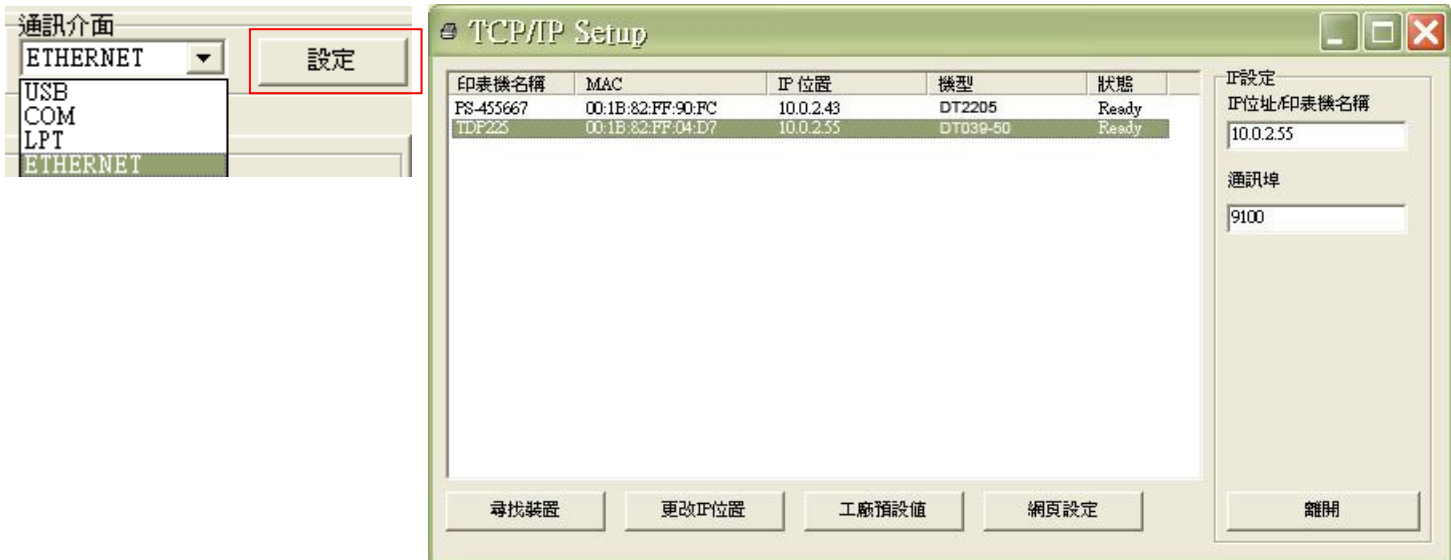 通訊介面
ETHERNET
設定
USB
COM
LPT
ETHERNET
TCP/IP Setup
印表機名稱 MAC IP 位置 機型 狀態
PS-455667 00:1B:82:FF:90:FC 10.0.2.43 DT2205 Ready
TDP225 00:1B:82:FF:04:D7 10.0.2.55 DT039-50 Ready
IP設定
IP位址/印表機名稱
10.0.2.55
通訊埠
9100
尋找裝置 更改IP位置 工廠預設值 網頁設定 離開